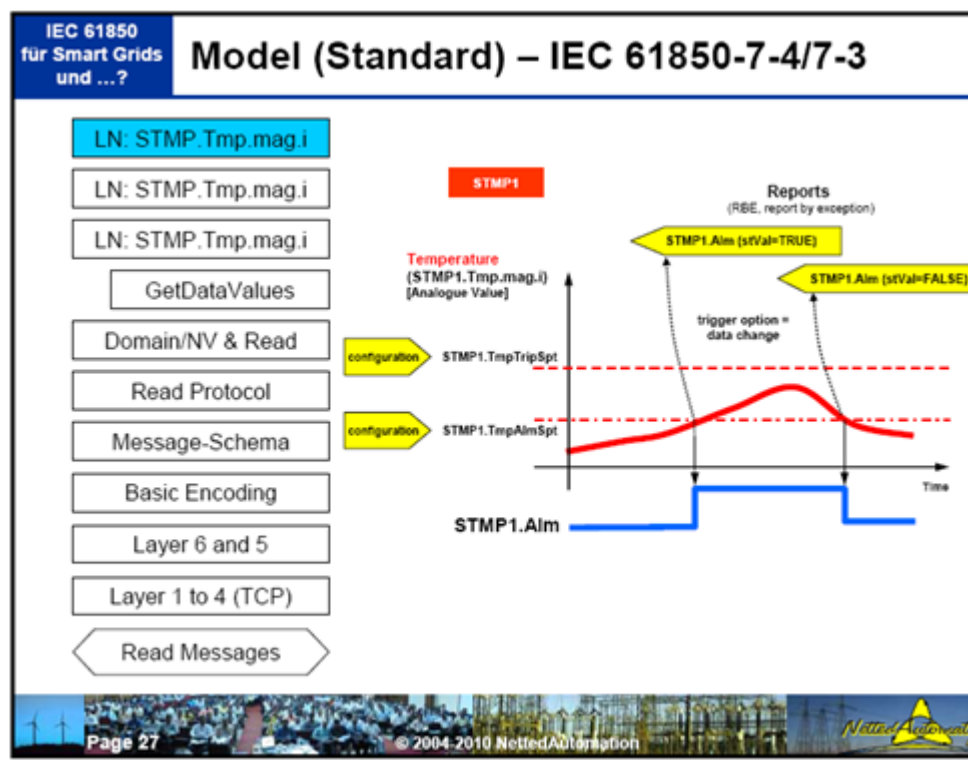 IEC 61850
für Smart Grids
und ...?
Model (Standard) – IEC 61850-7-4/7-3
LN: STMP.Tmp.mag.i
LN: STMP.Tmp.mag.i
LN: STMP.Tmp.mag.i
GetDataValues
Domain/NV & Read
Read Protocol
Message-Schema
Basic Encoding
Layer 6 and 5
Layer 1 to 4 (TCP)
Read Messages
STMP1
Reports
(RBE, report by exception)
STMP1.Alm (stVal=TRUE)
STMP1.Alm (stVal=FALSE)
Temperature
(STMP1.Tmp.mag.i)
[Analogue Value]
trigger option =
data change
configuration
STMP1.TmpTripSpt
configuration
STMP1.TmpAlmSpt
Time
STMP1.Alm
Page 27
© 2004-2010 NettedAutomation